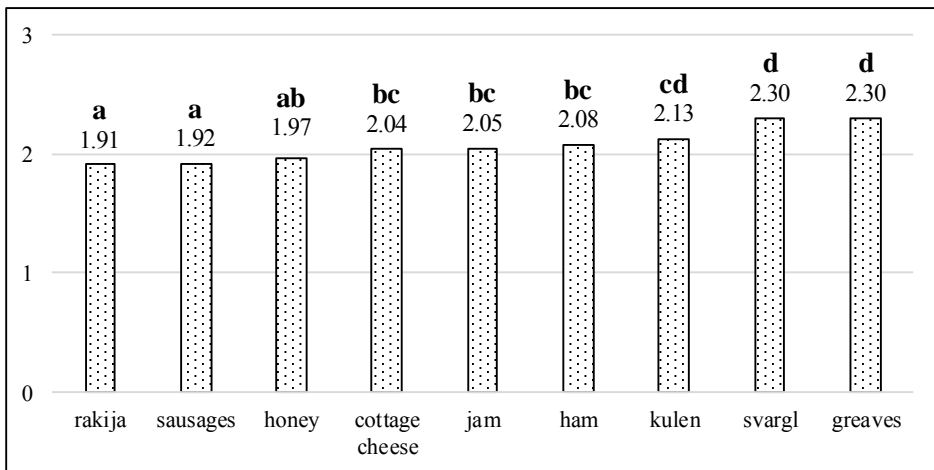 3
2
1
0
a a ab bc bc bc cd d d
1.91 1.92 1.97 2.04 2.05 2.08 2.13 2.30 2.30
rakija sausages honey cottage jam ham kulen svargl greaves
cheese